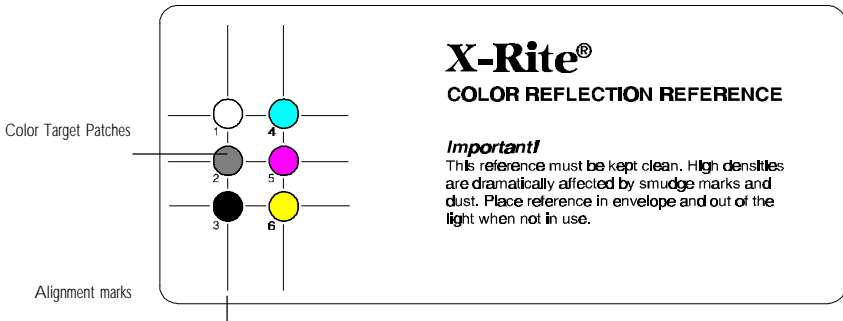 X-Rite®
COLOR REFLECTION REFERENCE
Color Target Patches
1
4
2
5
3
6
Important!
This reference must be kept clean. High densities
are dramatically affected by smudge marks and
dust. Place reference in envelope and out of the
light when not in use.
Alignment marks